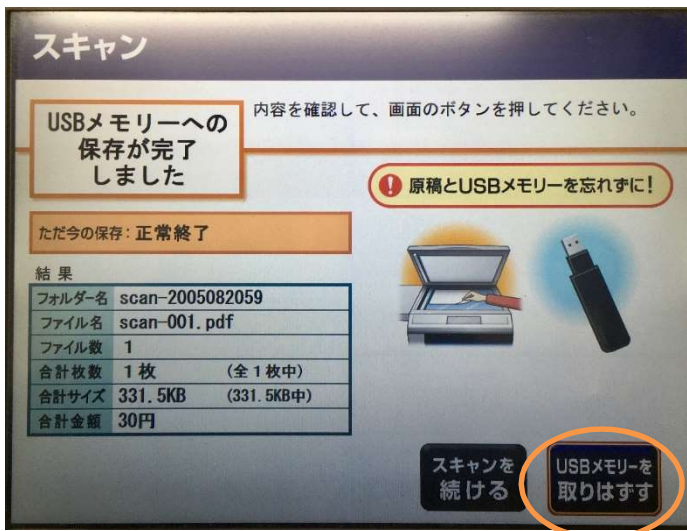 スキャン
USBメモリーへの
保存が完了
しました
内容を確認して、画面のボタンを押してください。
原稿とUSBメモリーを忘れずに!
ただ今の保存:正常終了
結果
フォルダー名 scan-2005082059
ファイル名 scan-001.pdf
ファイル数 1
合計枚数 1枚 (全1枚中)
合計サイズ 331.5KB (331.5KB中)
合計金額 30円
スキャンを
続ける
USBメモリーを
取りはずす